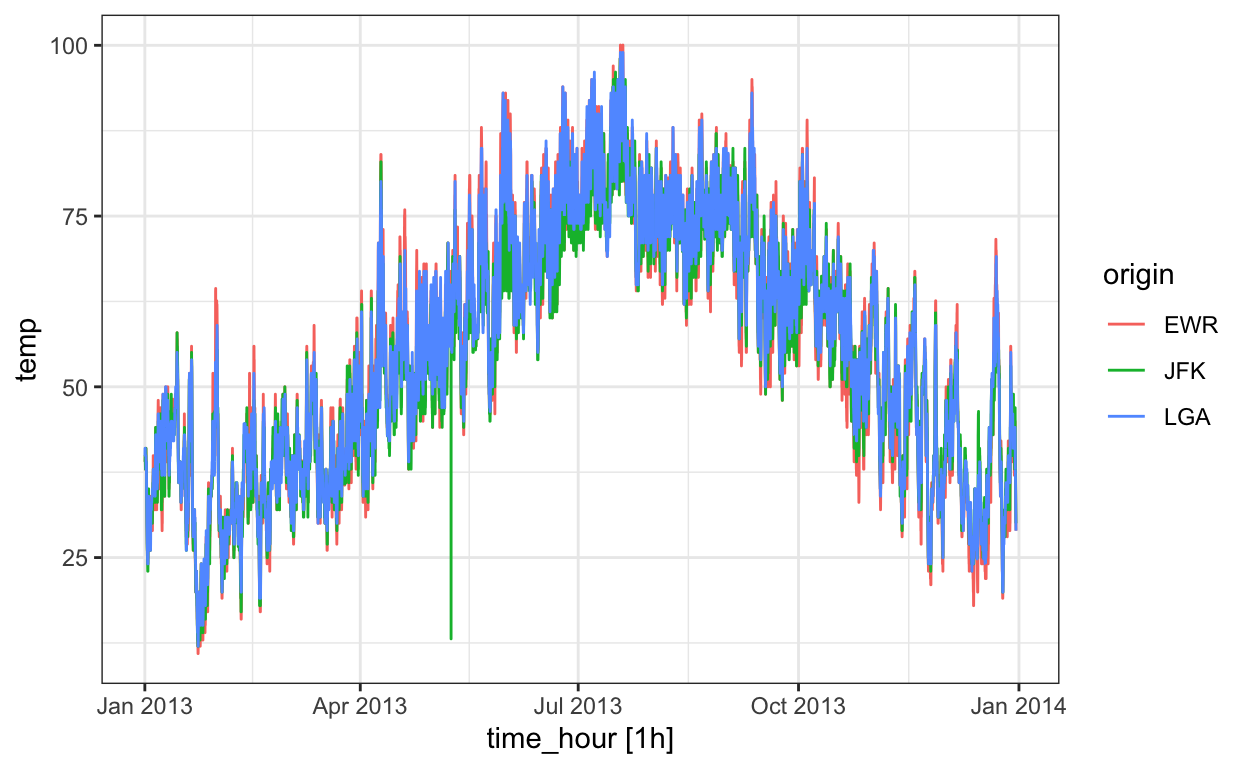 100
75
50
25
temp
Jan 2013
Apr 2013
Jul 2013
Oct 2013
Jan 2014
time_hour [1h]
origin
EWR
JFK
LGA